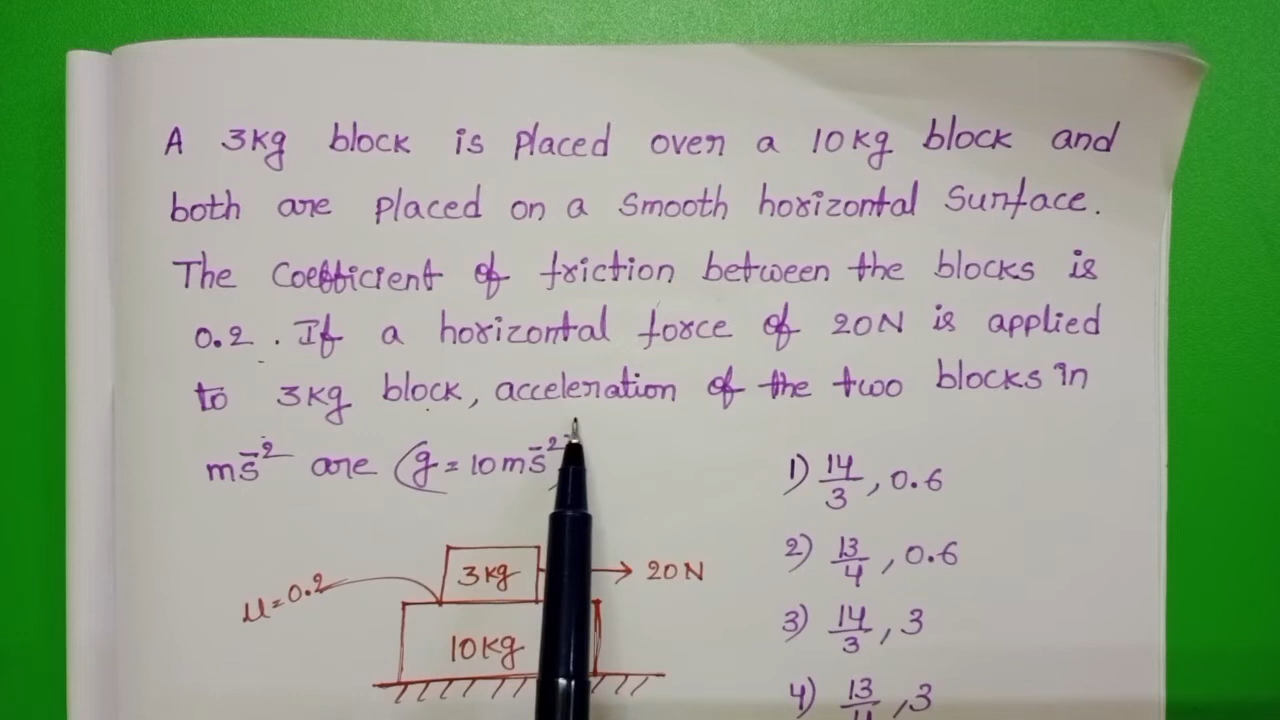 A 3kg block is placed over a 10kg block and
both are placed on a smooth horizontal surface.
The coefficient of friction between the blocks is
0.2. If a horizontal force of 20N is applied
to 3kg block, acceleration of the two blocks in
ms⁻² are (g = 10ms⁻²)
1) 14/3, 0.6
2) 13/4, 0.6
3) 14/3, 3
4) 13/4, 3
μ=0.2
3kg
20N
10kg